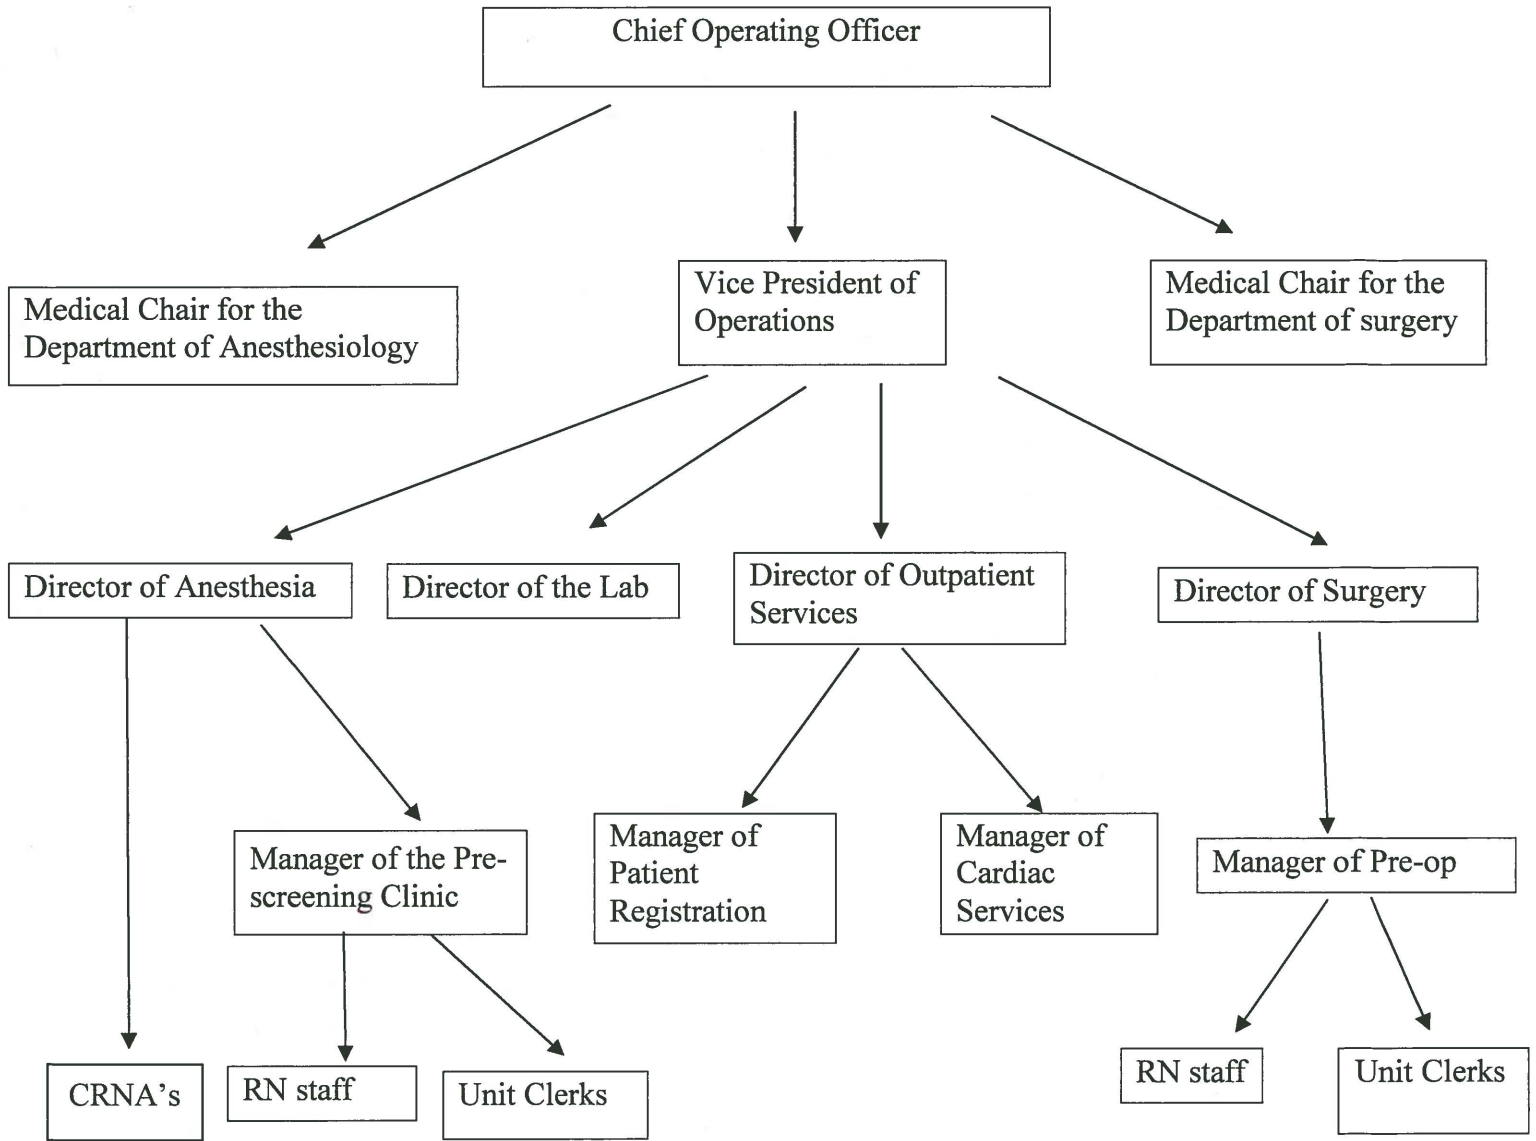 Chief Operating Officer
Medical Chair for the
Department of Anesthesiology
Vice President of
Operations
Medical Chair for the
Department of surgery
Director of Anesthesia
Director of the Lab
Director of Outpatient
Services
Director of Surgery
Manager of the Pre-
screening Clinic
Manager of
Patient
Registration
Manager of
Cardiac
Services
Manager of Pre-op
CRNA's
RN staff
Unit Clerks
RN staff
Unit Clerks